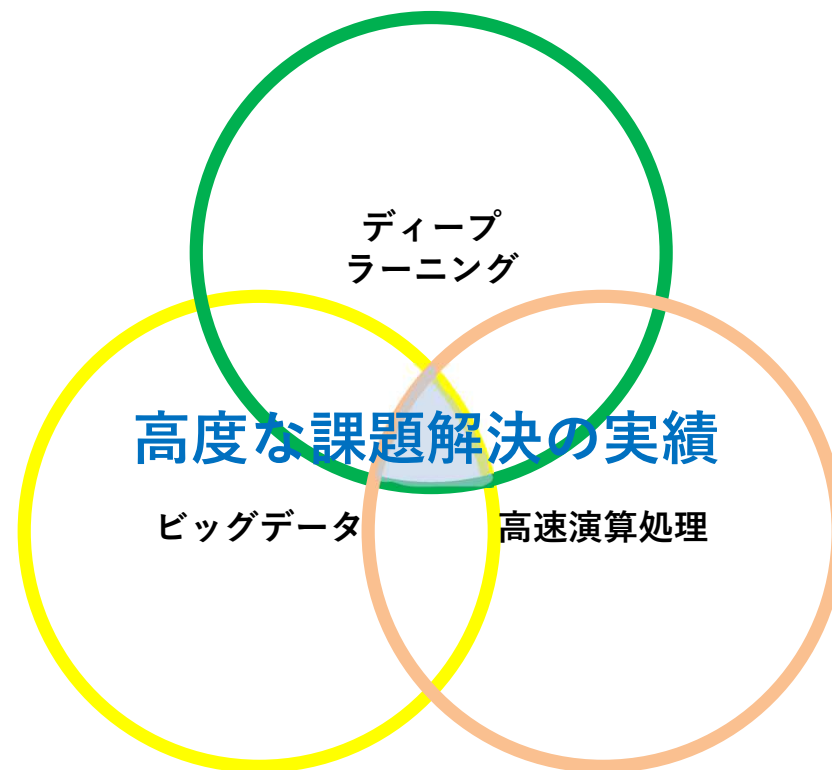 ディープ
ラーニング
高度な課題解決の実績
ビッグデータ
高速演算処理